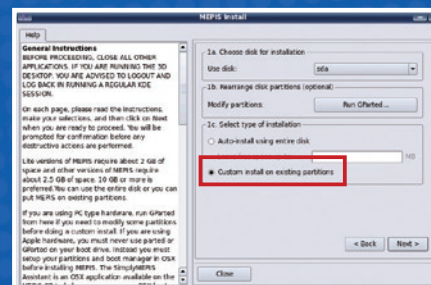 MEPIS Install
Help
General Instructions
BEFORE PROCEEDING, CLOSE ALL OTHER
APPLICATIONS. IF YOU ARE RUNNING THE 3D
DESKTOP, YOU ARE ADVISED TO LOGOUT AND
LOG BACK IN RUNNING A REGULAR KDE
SESSION.
On each page, please read the instructions,
make your selections, and then click on Next
when you are ready to proceed. You will be
prompted for confirmation before any
destructive actions are performed.
Lite versions of MEPIS require about 2 GB of
space and other versions of MEPIS require
about 2.5 GB of space. 10 GB or more is
preferred. You can use the entire disk or you can
put MEPIS on existing partitions.
If you are using PC type hardware, run GParted
from here if you need to modify some partitions
before doing a custom install. If you are using
Apple hardware, you must never use parted or
GParted on your boot drive. Instead you must
setup your partitions and boot manager in OSX
before installing MEPIS. The SimplyMEPIS
Assistant is an OSX application available on the
1a. Choose disk for installation
Use disk: sda
1b. Rearrange disk partitions (optional)
Modify partitions: Run GParted...
1c. Select type of installation
Auto-install using entire disk
MB
Custom install on existing partitions
< Back Next >
Close